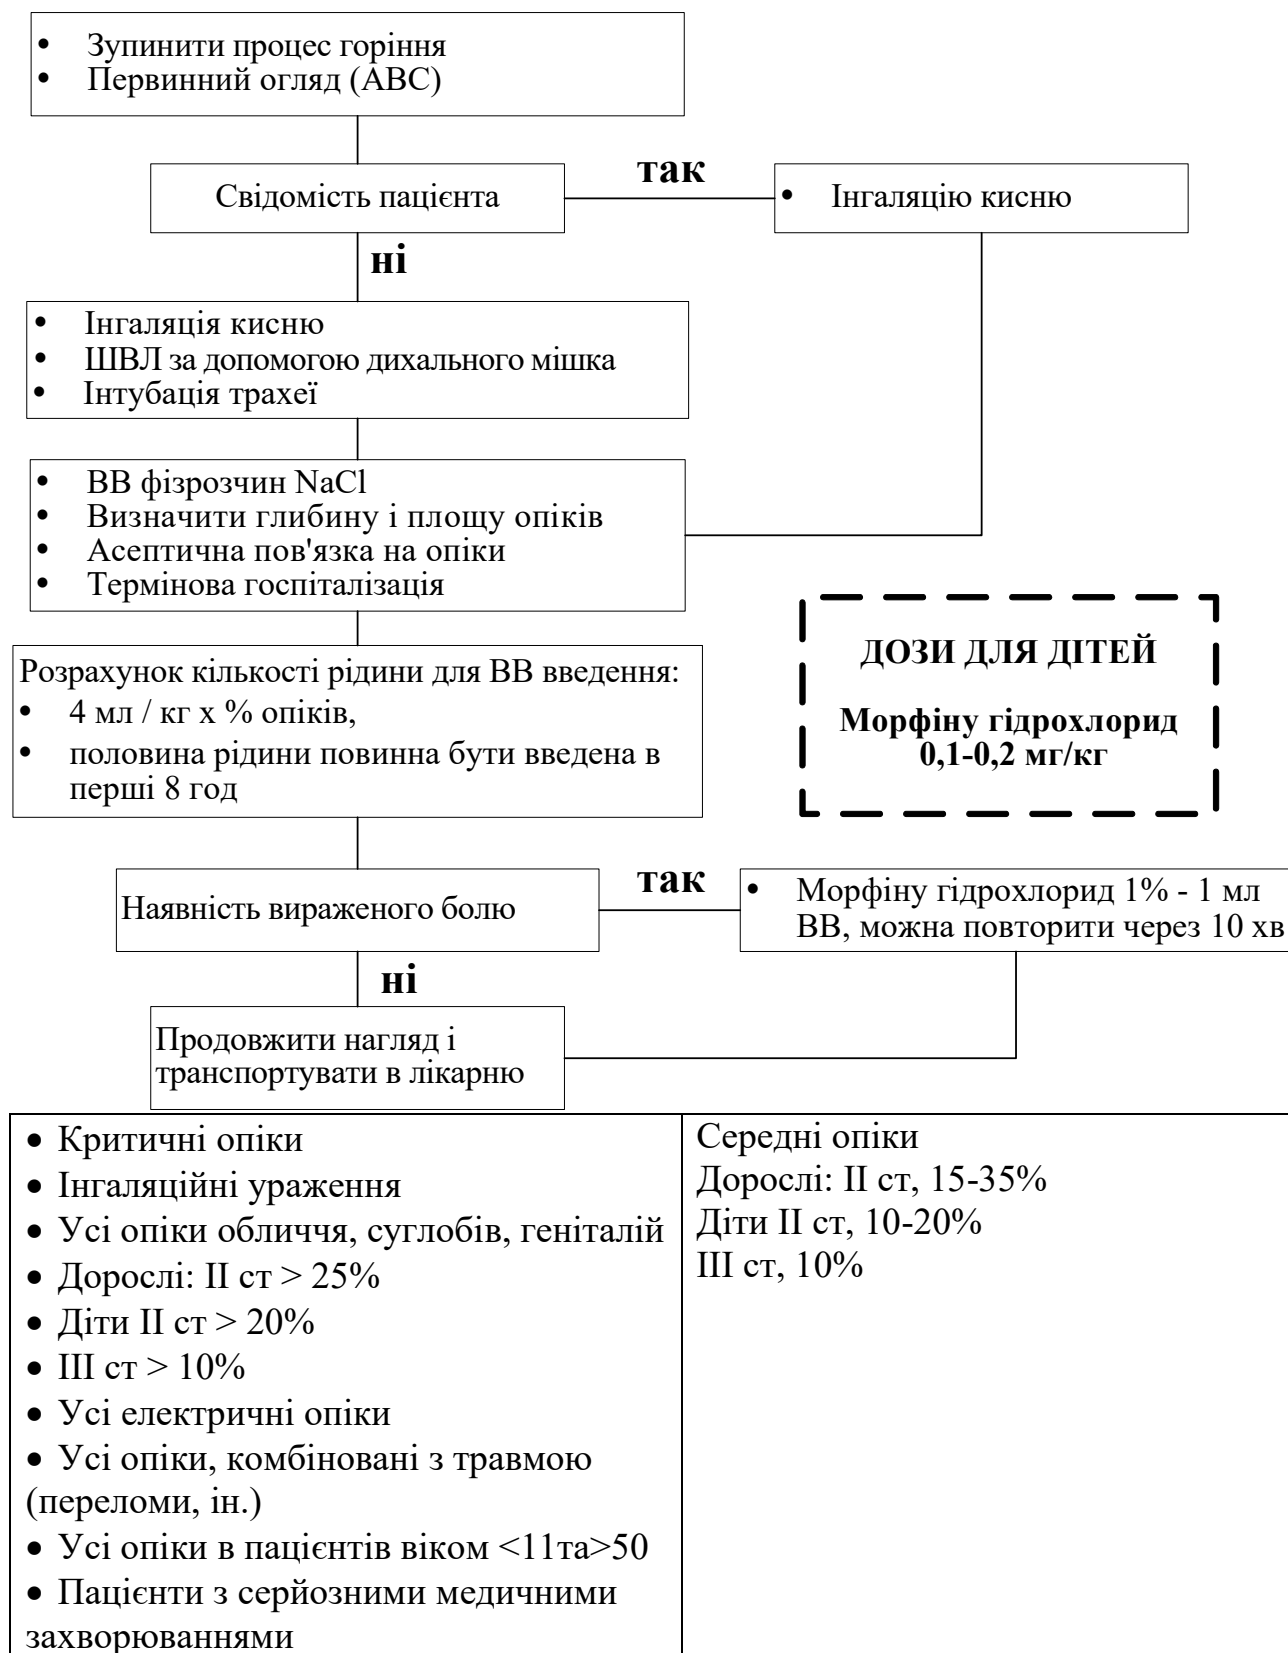 • Зупинити процес горіння
• Первинний огляд (АВС)
Свідомість пацієнта
так
• Інгаляцію кисню
ні
• Інгаляція кисню
• ШВЛ за допомогою дихального мішка
• Інтубація трахеї
• ВВ фізрозчин NaCl
• Визначити глибину і площу опіків
• Асептична пов'язка на опіки
• Термінова госпіталізація
Розрахунок кількості рідини для ВВ введення:
• 4 мл / кг х % опіків,
• половина рідини повинна бути введена в
перші 8 год
ДОЗИ ДЛЯ ДІТЕЙ
Морфіну гідрохлорид
0,1-0,2 мг/кг
Наявність вираженого болю
так
• Морфіну гідрохлорид 1% - 1 мл
ВВ, можна повторити через 10 хв
ні
Продовжити нагляд і
транспортувати в лікарню
• Критичні опіки
• Інгаляційні ураження
• Усі опіки обличчя, суглобів, геніталій
• Дорослі: II ст > 25%
• Діти II ст > 20%
• III ст > 10%
• Усі електричні опіки
• Усі опіки, комбіновані з травмою
(переломи, ін.)
• Усі опіки в пацієнтів віком <11та>50
• Пацієнти з серйозними медичними
захворюваннями
Середні опіки
Дорослі: II ст, 15-35%
Діти II ст, 10-20%
III ст, 10%